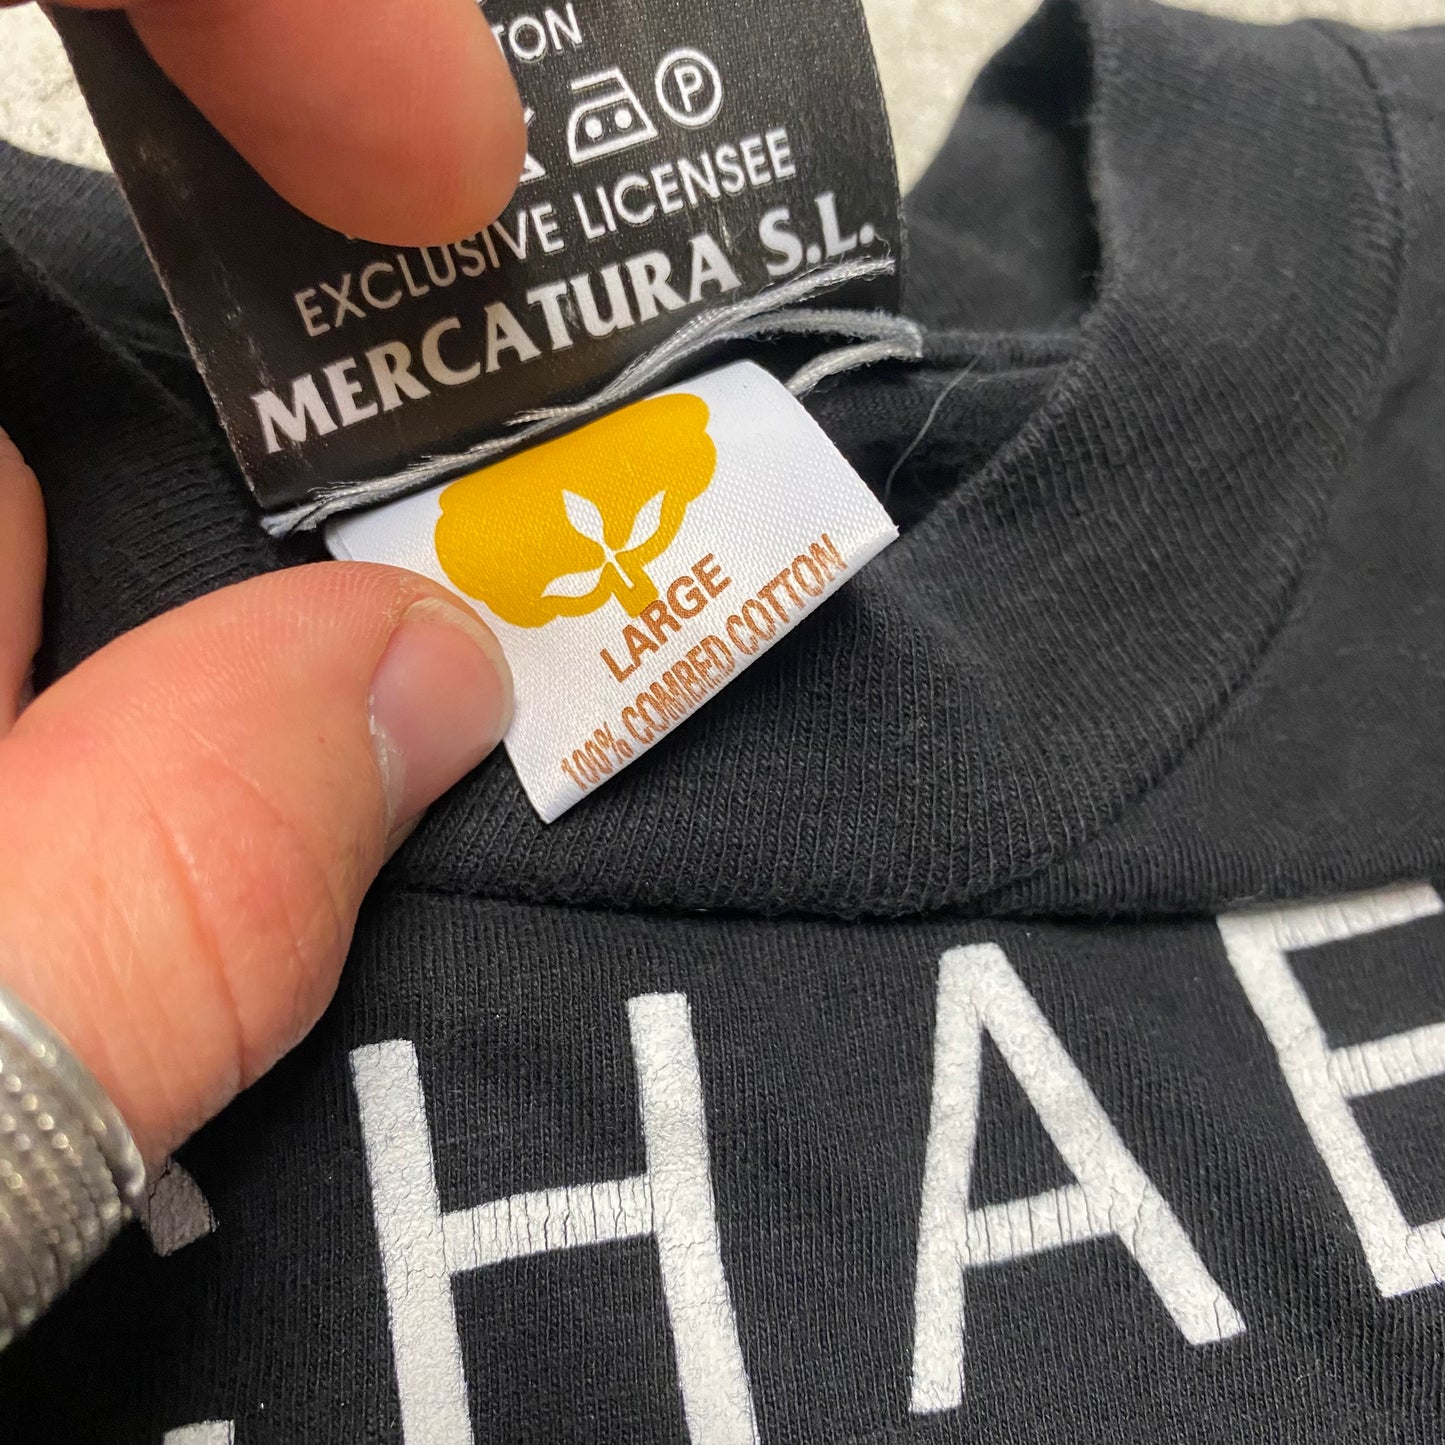 TON
P
EXCLUSIVE LICENSEE
MERCATURA S.L.
LARGE
100% COMBED COTTON
HAE